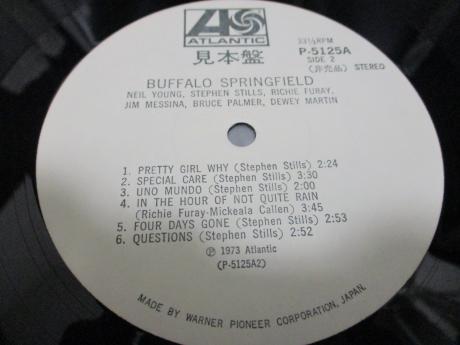 ATLANTIC
33⅓RPM
P-5125A
SIDE 2
(非売品) STEREO
見本盤
BUFFALO SPRINGFIELD
NEIL YOUNG, STEPHEN STILLS, RICHIE FURAY,
JIM MESSINA, BRUCE PALMER, DEWEY MARTIN
1. PRETTY GIRL WHY (Stephen Stills) 2:24
2. SPECIAL CARE (Stephen Stills) 3:30
3. UNO MUNDO (Stephen Stills) 2:00
4. IN THE HOUR OF NOT QUITE RAIN
(Richie Furay-Mickeala Callen) 3:45
5. FOUR DAYS GONE (Stephen Stills) 2:53
6. QUESTIONS (Stephen Stills) 2:52
Ⓟ 1973 Atlantic
(P-5125A2)
MADE BY WARNER PIONEER CORPORATION, JAPAN.